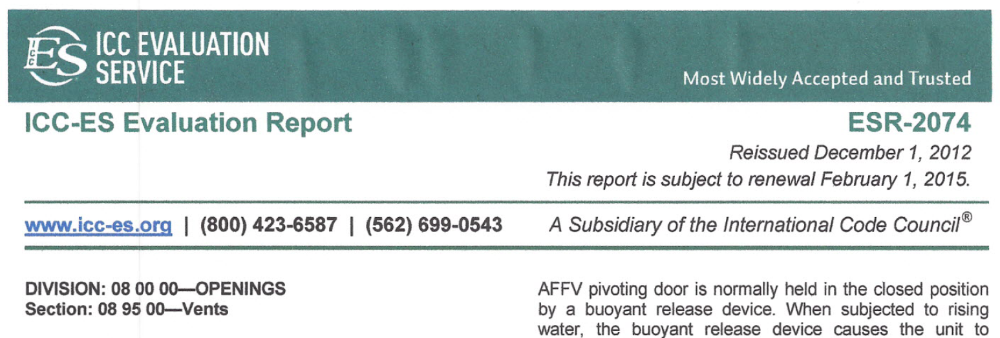 ICC ES
ICC EVALUATION
SERVICE
Most Widely Accepted and Trusted
ICC-ES Evaluation Report
ESR-2074
Reissued December 1, 2012
This report is subject to renewal February 1, 2015.
www.icc-es.org | (800) 423-6587 | (562) 699-0543
A Subsidiary of the International Code Council®
DIVISION: 08 00 00—OPENINGS
Section: 08 95 00—Vents
AFFV pivoting door is normally held in the closed position
by a buoyant release device. When subjected to rising
water, the buoyant release device causes the unit to